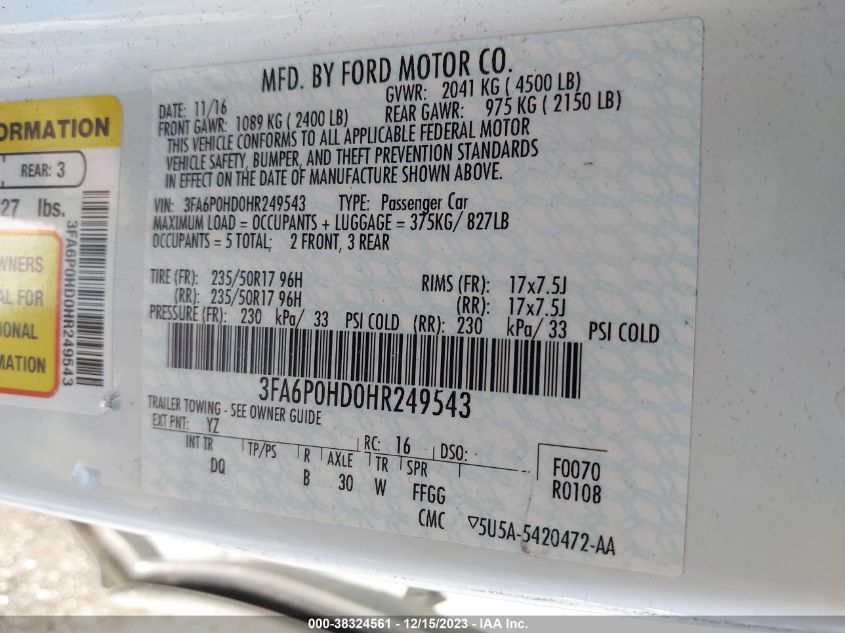 MFD. BY FORD MOTOR CO.
DATE: 11/16 GVWR: 2041 KG ( 4500 LB)
FRONT GAWR: 1089 KG ( 2400 LB) REAR GAWR: 975 KG ( 2150 LB)
THIS VEHICLE CONFORMS TO ALL APPLICABLE FEDERAL MOTOR
VEHICLE SAFETY, BUMPER, AND THEFT PREVENTION STANDARDS
IN EFFECT ON THE DATE OF MANUFACTURE SHOWN ABOVE.
VIN: 3FA6P0HD0HR249543 TYPE: Passenger Car
MAXIMUM LOAD = OCCUPANTS + LUGGAGE = 375KG/ 827LB
OCCUPANTS = 5 TOTAL; 2 FRONT, 3 REAR
TIRE (FR): 235/50R17 96H RIMS (FR): 17x7.5J
(RR): 235/50R17 96H (RR): 17x7.5J
PRESSURE (FR): 230 kPa/ 33 PSI COLD (RR): 230 kPa/ 33 PSI COLD
3FA6P0HD0HR249543
TRAILER TOWING - SEE OWNER GUIDE
EXT PNT: YZ RC: 16 DSO:
INT TR TP/PS R AXLE TR SPR F0070
DQ B 30 W FFGG R0108
CMC ▽5U5A-5420472-AA
ORMATION
REAR: 3
27 lbs.
WNERS
AL FOR
IONAL
MATION
3FA6P0HD0HR249543
000-38324561 - 12/15/2023 - IAA Inc.